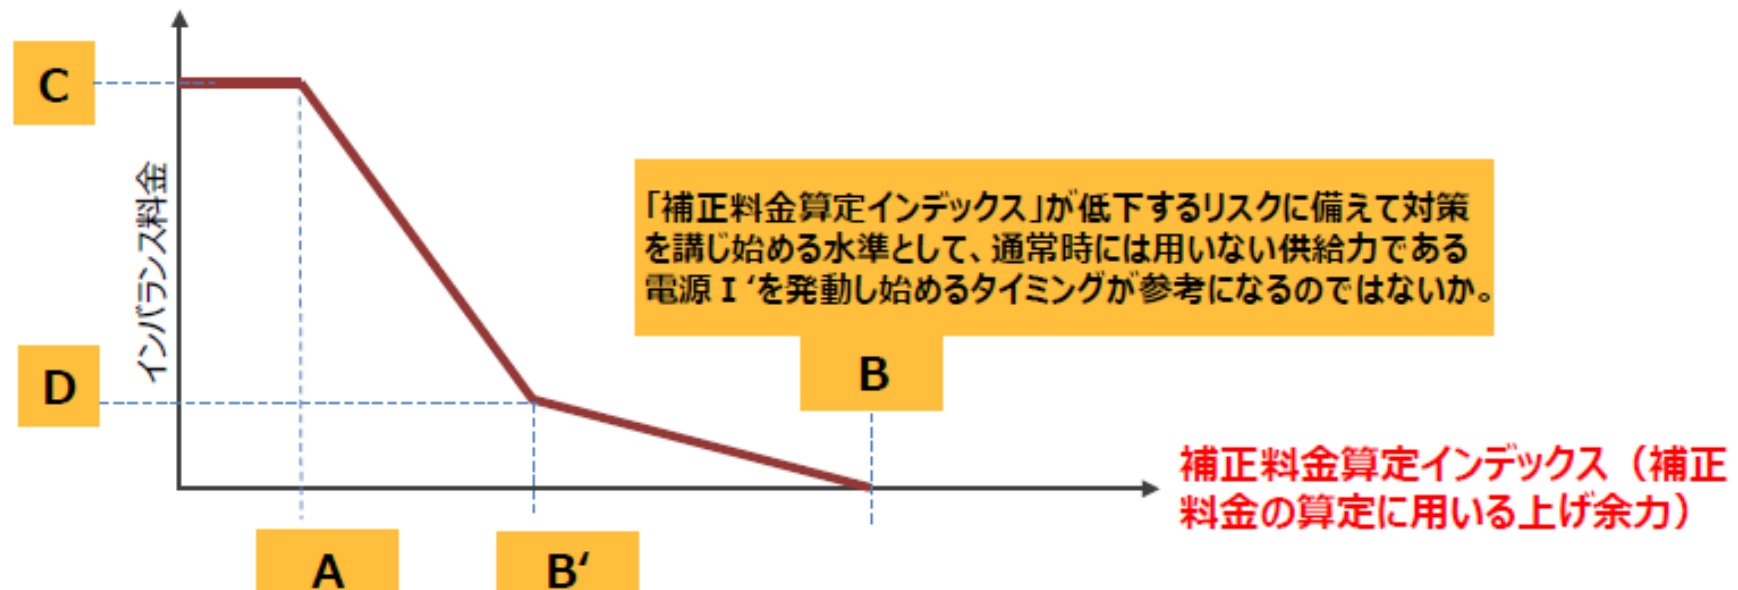 C
インバランス料金
「補正料金算定インデックス」が低下するリスクに備えて対策
を講じ始める水準として、通常時には用いない供給力である
電源Ⅰ‘を発動し始めるタイミングが参考になるのではないか。
D
B
補正料金算定インデックス（補正
料金の算定に用いる上げ余力）
A
B‘